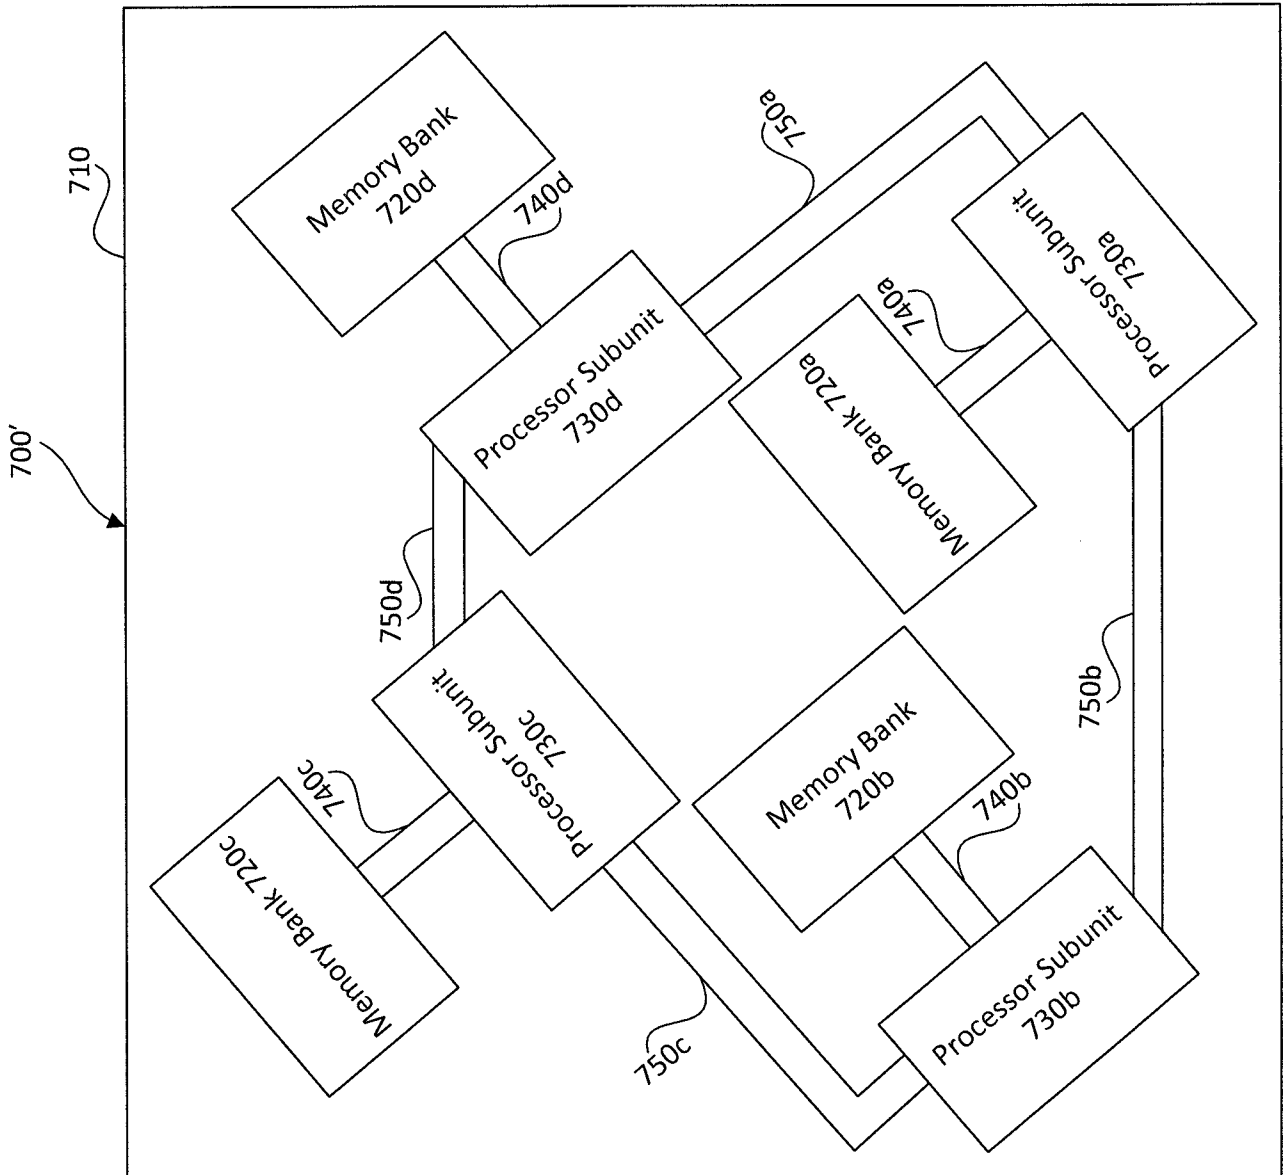 700'
710
Memory Bank
720d
740d
750a
Processor Subunit
730d
740a
Memory Bank 720a
Processor Subunit
730a
750d
Memory Bank 720c
740c
Processor Subunit
730c
Memory Bank
720b
740b
750b
750c
Processor Subunit
730b